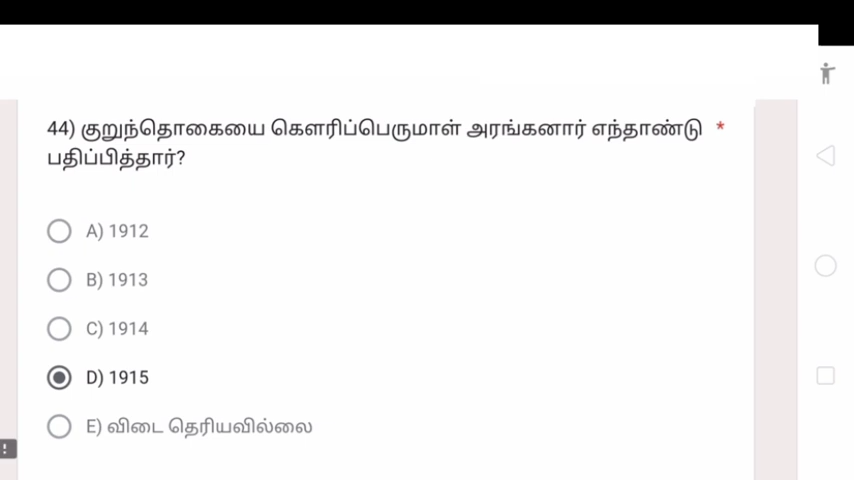 44) குறுந்தொகையை கௌரிப்பெருமாள் அரங்கனார் எந்தாண்டு *
பதிப்பித்தார்?
A) 1912
B) 1913
C) 1914
D) 1915
E) விடை தெரியவில்லை
!